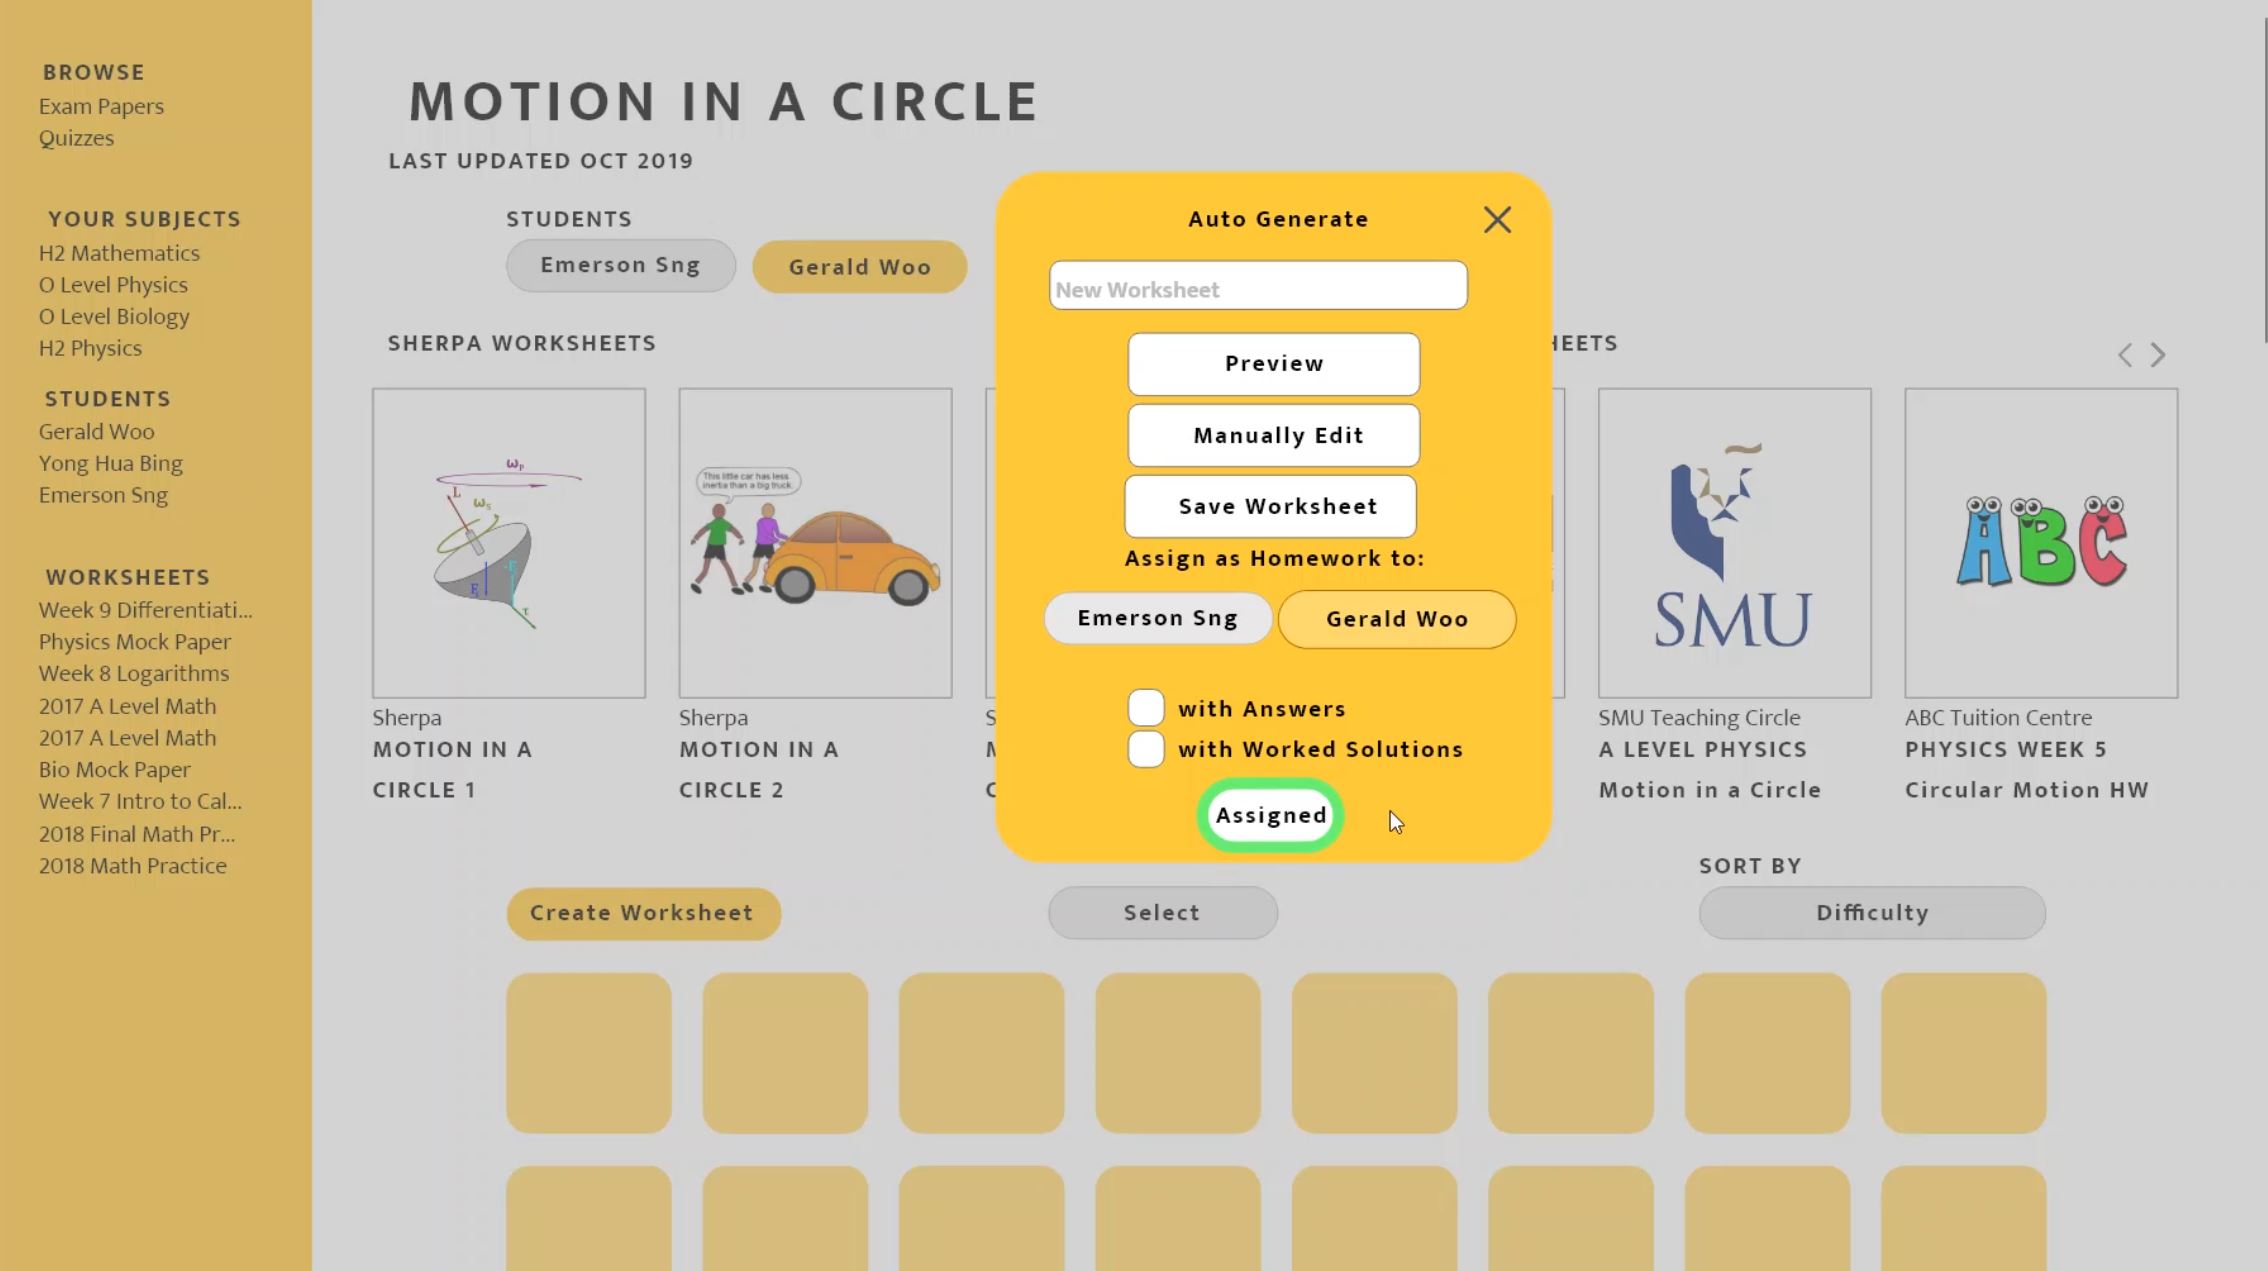 BROWSE
Exam Papers
Quizzes
YOUR SUBJECTS
H2 Mathematics
O Level Physics
O Level Biology
H2 Physics
STUDENTS
Gerald Woo
Yong Hua Bing
Emerson Sng
WORKSHEETS
Week 9 Differentiati...
Physics Mock Paper
Week 8 Logarithms
2017 A Level Math
2017 A Level Math
Bio Mock Paper
Week 7 Intro to Cal...
2018 Final Math Pr...
2018 Math Practice
MOTION IN A CIRCLE
LAST UPDATED OCT 2019
STUDENTS
Emerson Sng
Gerald Woo
SHERPA WORKSHEETS
HEETS
ωp
L
ωs
τ
This little car has less
inertia than a big truck.
SMU
ABC
Sherpa
MOTION IN A
CIRCLE 1
Sherpa
MOTION IN A
CIRCLE 2
SMU Teaching Circle
A LEVEL PHYSICS
Motion in a Circle
ABC Tuition Centre
PHYSICS WEEK 5
Circular Motion HW
Auto Generate
New Worksheet
Preview
Manually Edit
Save Worksheet
Assign as Homework to:
Emerson Sng
Gerald Woo
with Answers
with Worked Solutions
Assigned
Create Worksheet
Select
SORT BY
Difficulty